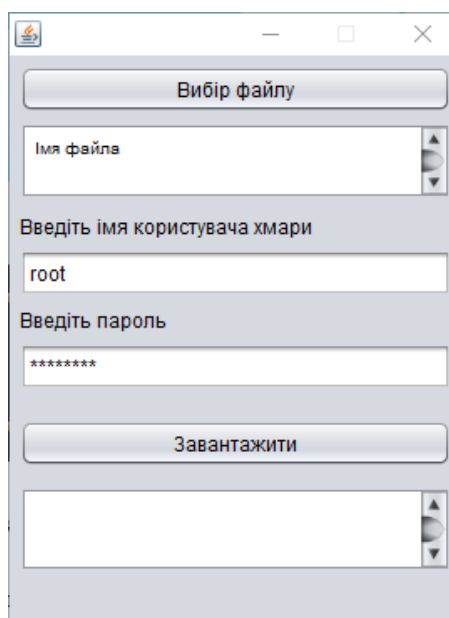 Вибір файлу
Імя файла
Введіть імя користувача хмари
root
Введіть пароль
********
Завантажити